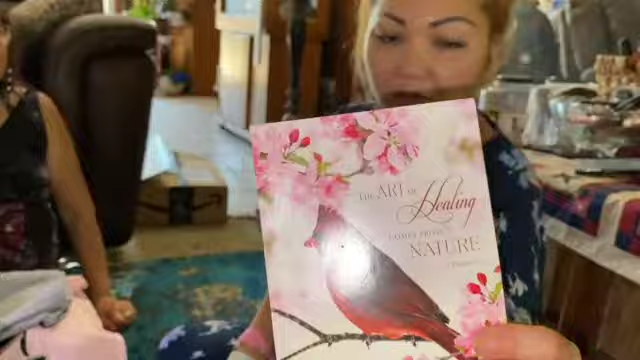 THE ART OF
Healing
COMES FROM
NATURE